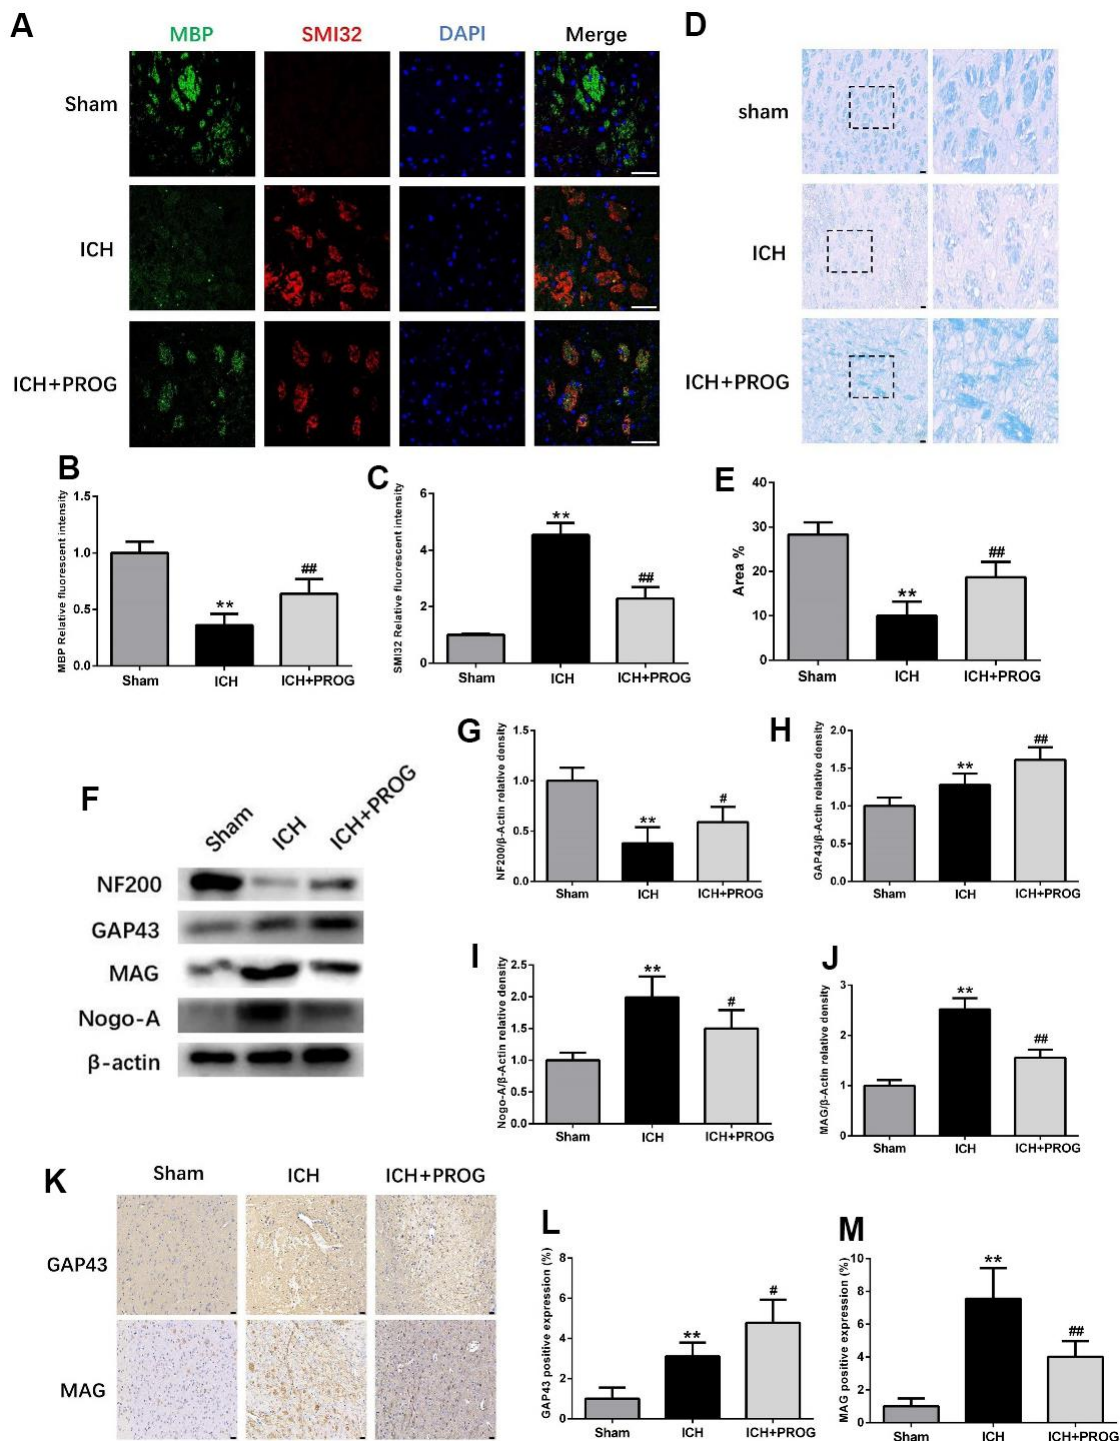 A
MBP SMI32 DAPI Merge
Sham
ICH
ICH+PROG
D
sham
ICH
ICH+PROG
B
MBP Relative fluorescent intensity
1.5
1.0
0.5
0.0
**
##
Sham ICH ICH+PROG
C
SMI32 Relative fluorescent intensity
6
4
2
0
**
##
Sham ICH ICH+PROG
E
Area %
40
30
20
10
0
**
##
Sham ICH ICH+PROG
F
Sham ICH ICH+PROG
NF200
GAP43
MAG
Nogo-A
β-actin
G
NF200/β-Actin relative density
1.5
1.0
0.5
0.0
**
#
Sham ICH ICH+PROG
H
GAP43/β-Actin relative density
2.0
1.5
1.0
0.5
0.0
**
##
Sham ICH ICH+PROG
I
Nogo-A/β-Actin relative density
2.5
2.0
1.5
1.0
0.5
0.0
**
#
Sham ICH ICH+PROG
J
MAG/β-Actin relative density
3
2
1
0
**
##
Sham ICH ICH+PROG
K
Sham ICH ICH+PROG
GAP43
MAG
L
GAP43 positive expression (%)
8
6
4
2
0
**
#
Sham ICH ICH+PROG
M
MAG positive expression (%)
10
8
6
4
2
0
**
##
Sham ICH ICH+PROG